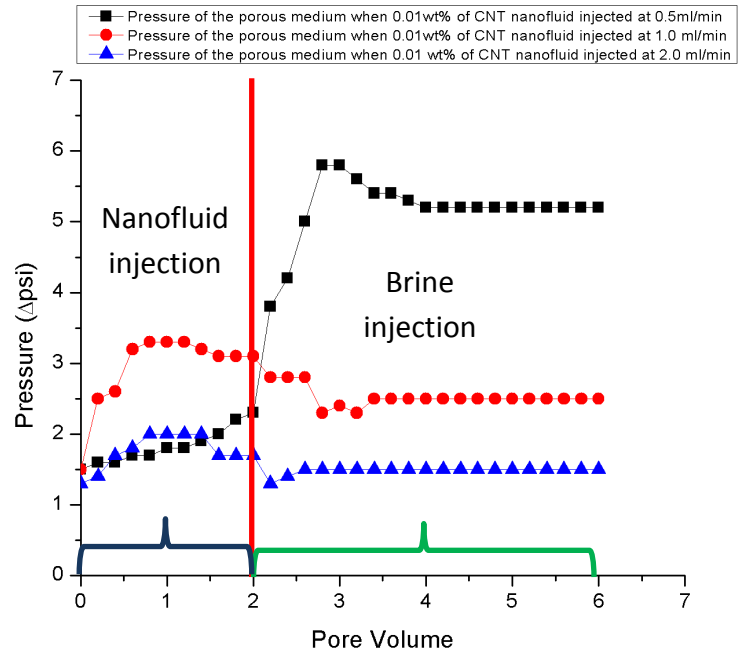 Pressure of the porous medium when 0.01wt% of CNT nanofluid injected at 0.5ml/min
Pressure of the porous medium when 0.01wt% of CNT nanofluid injected at 1.0 ml/min
Pressure of the porous medium when 0.01 wt% of CNT nanofluid injected at 2.0 ml/min
7
6
5
4
3
2
1
0
Pressure (Δpsi)
Nanofluid
injection
Brine
injection
0 1 2 3 4 5 6 7
Pore Volume